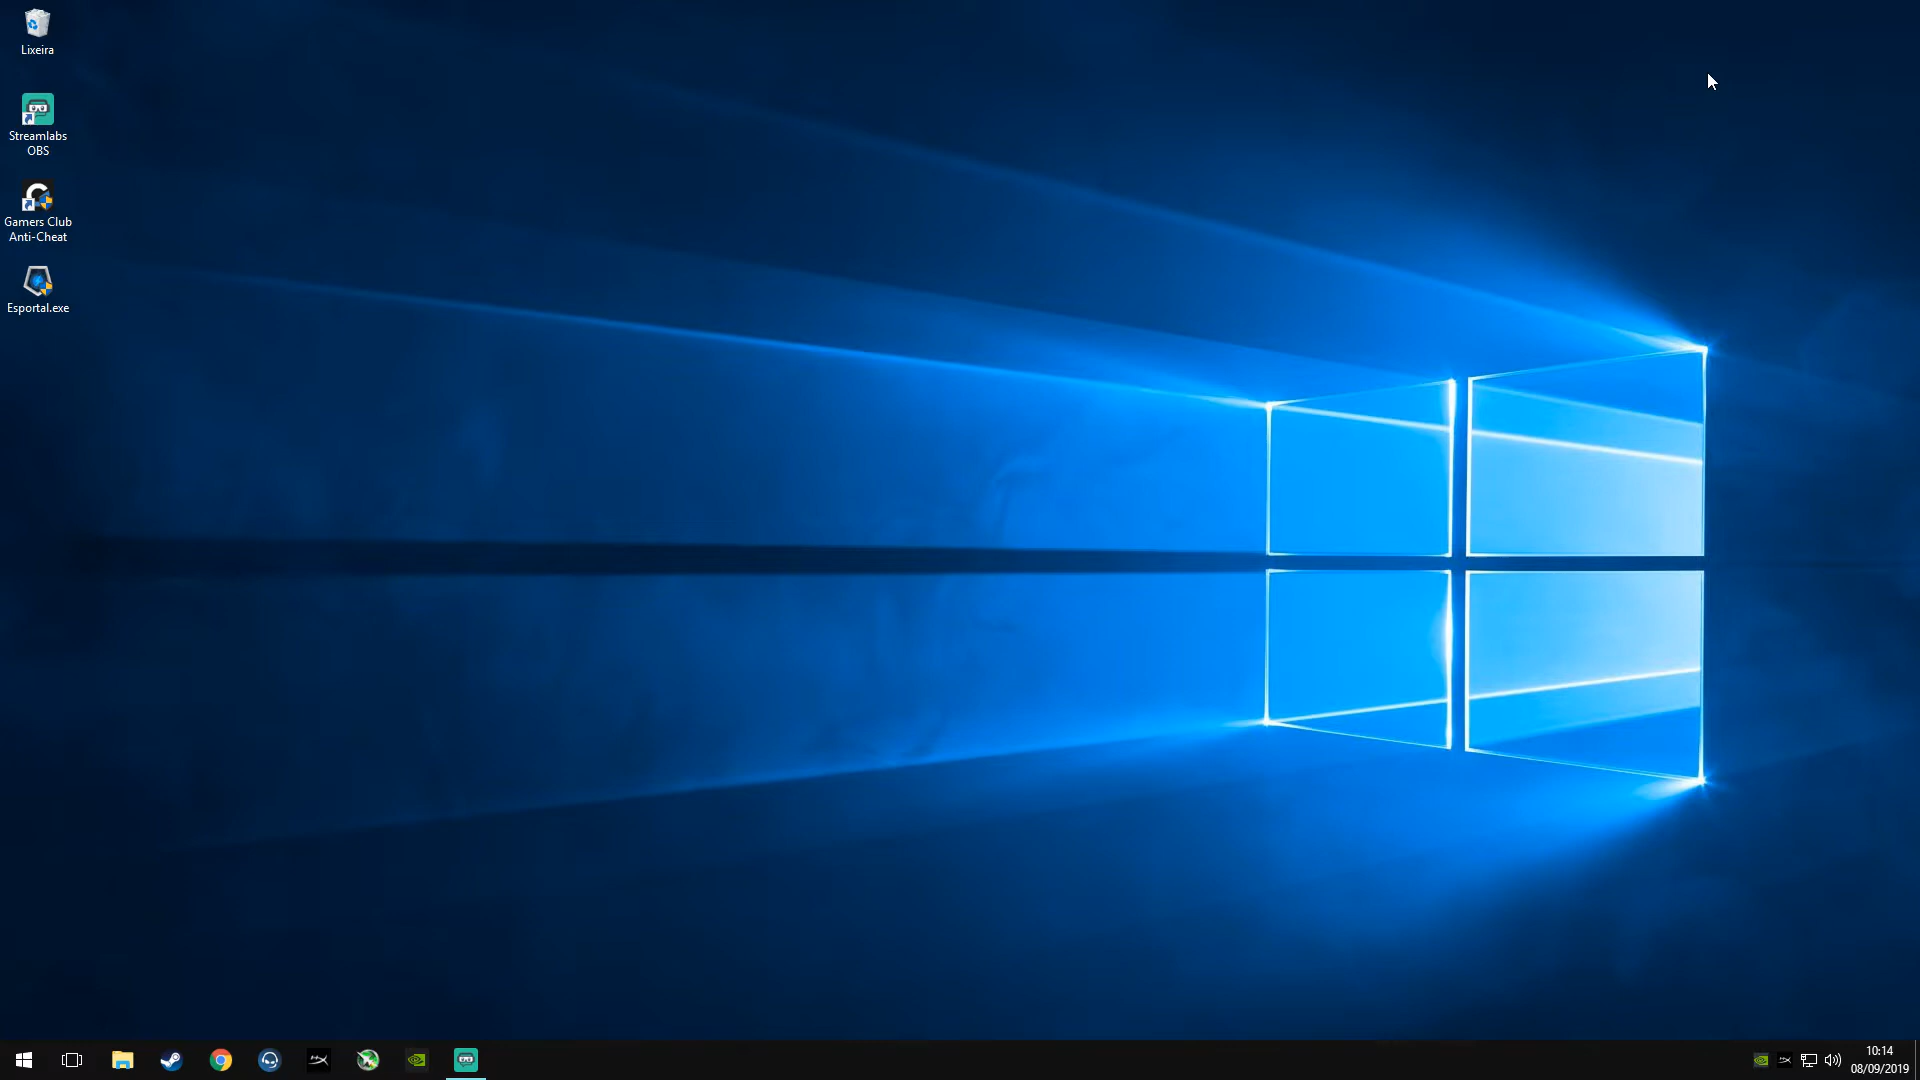 Lixeira
Streamlabs
OBS
Gamers Club
Anti-Cheat
Esportal.exe
10:14
08/09/2019